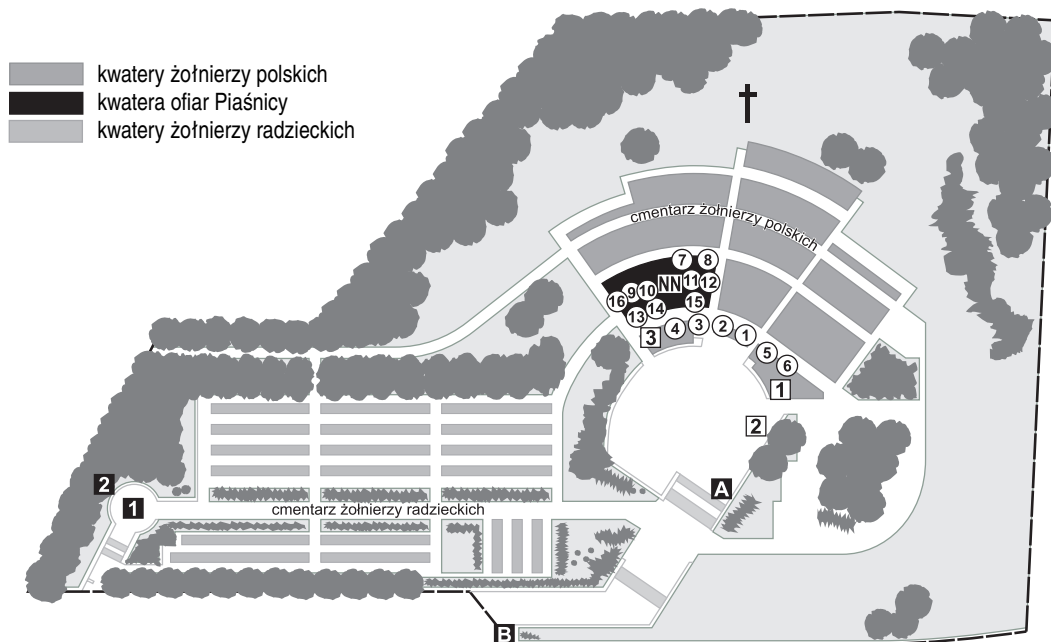 kwatery żołnierzy polskich
kwatera ofiar Piaśnicy
kwatery żołnierzy radzieckich
cmentarz żołnierzy polskich
7 8
NN 11 12
16 9 10
15
13 14
3 4 3 2 1
5 6
1
2
2
1
A
cmentarz żołnierzy radzieckich
B